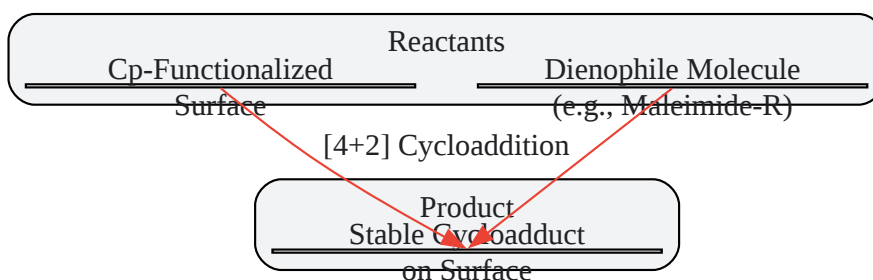 Reactants
Cp-Functionalized
Surface
Dienophile Molecule
(e.g., Maleimide-R)
[4+2] Cycloaddition
Product
Stable Cycloadduct
on Surface